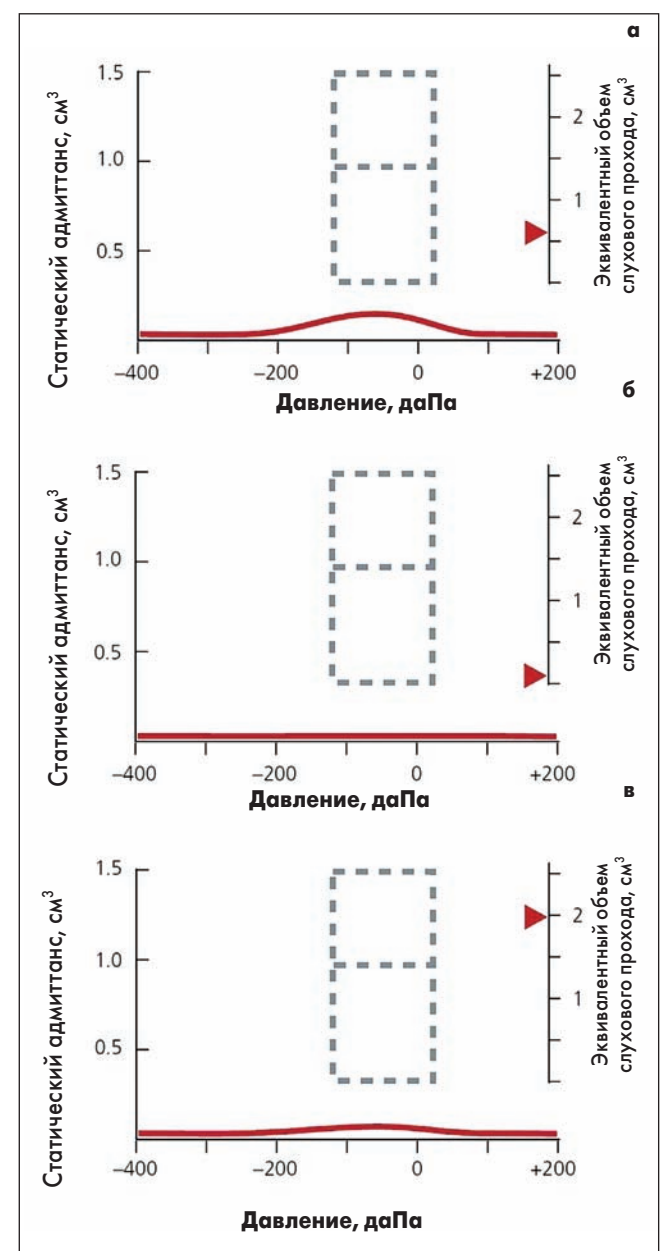 а
Статический адмиттанс, см³
1.5
1.0
0.5
2
1
Эквивалентный объем
слухового прохода, см³
–400
–200
0
+200
Давление, даПа
б
Статический адмиттанс, см³
1.5
1.0
0.5
2
1
Эквивалентный объем
слухового прохода, см³
–400
–200
0
+200
Давление, даПа
в
Статический адмиттанс, см³
1.5
1.0
0.5
2
1
Эквивалентный объем
слухового прохода, см³
–400
–200
0
+200
Давление, даПа